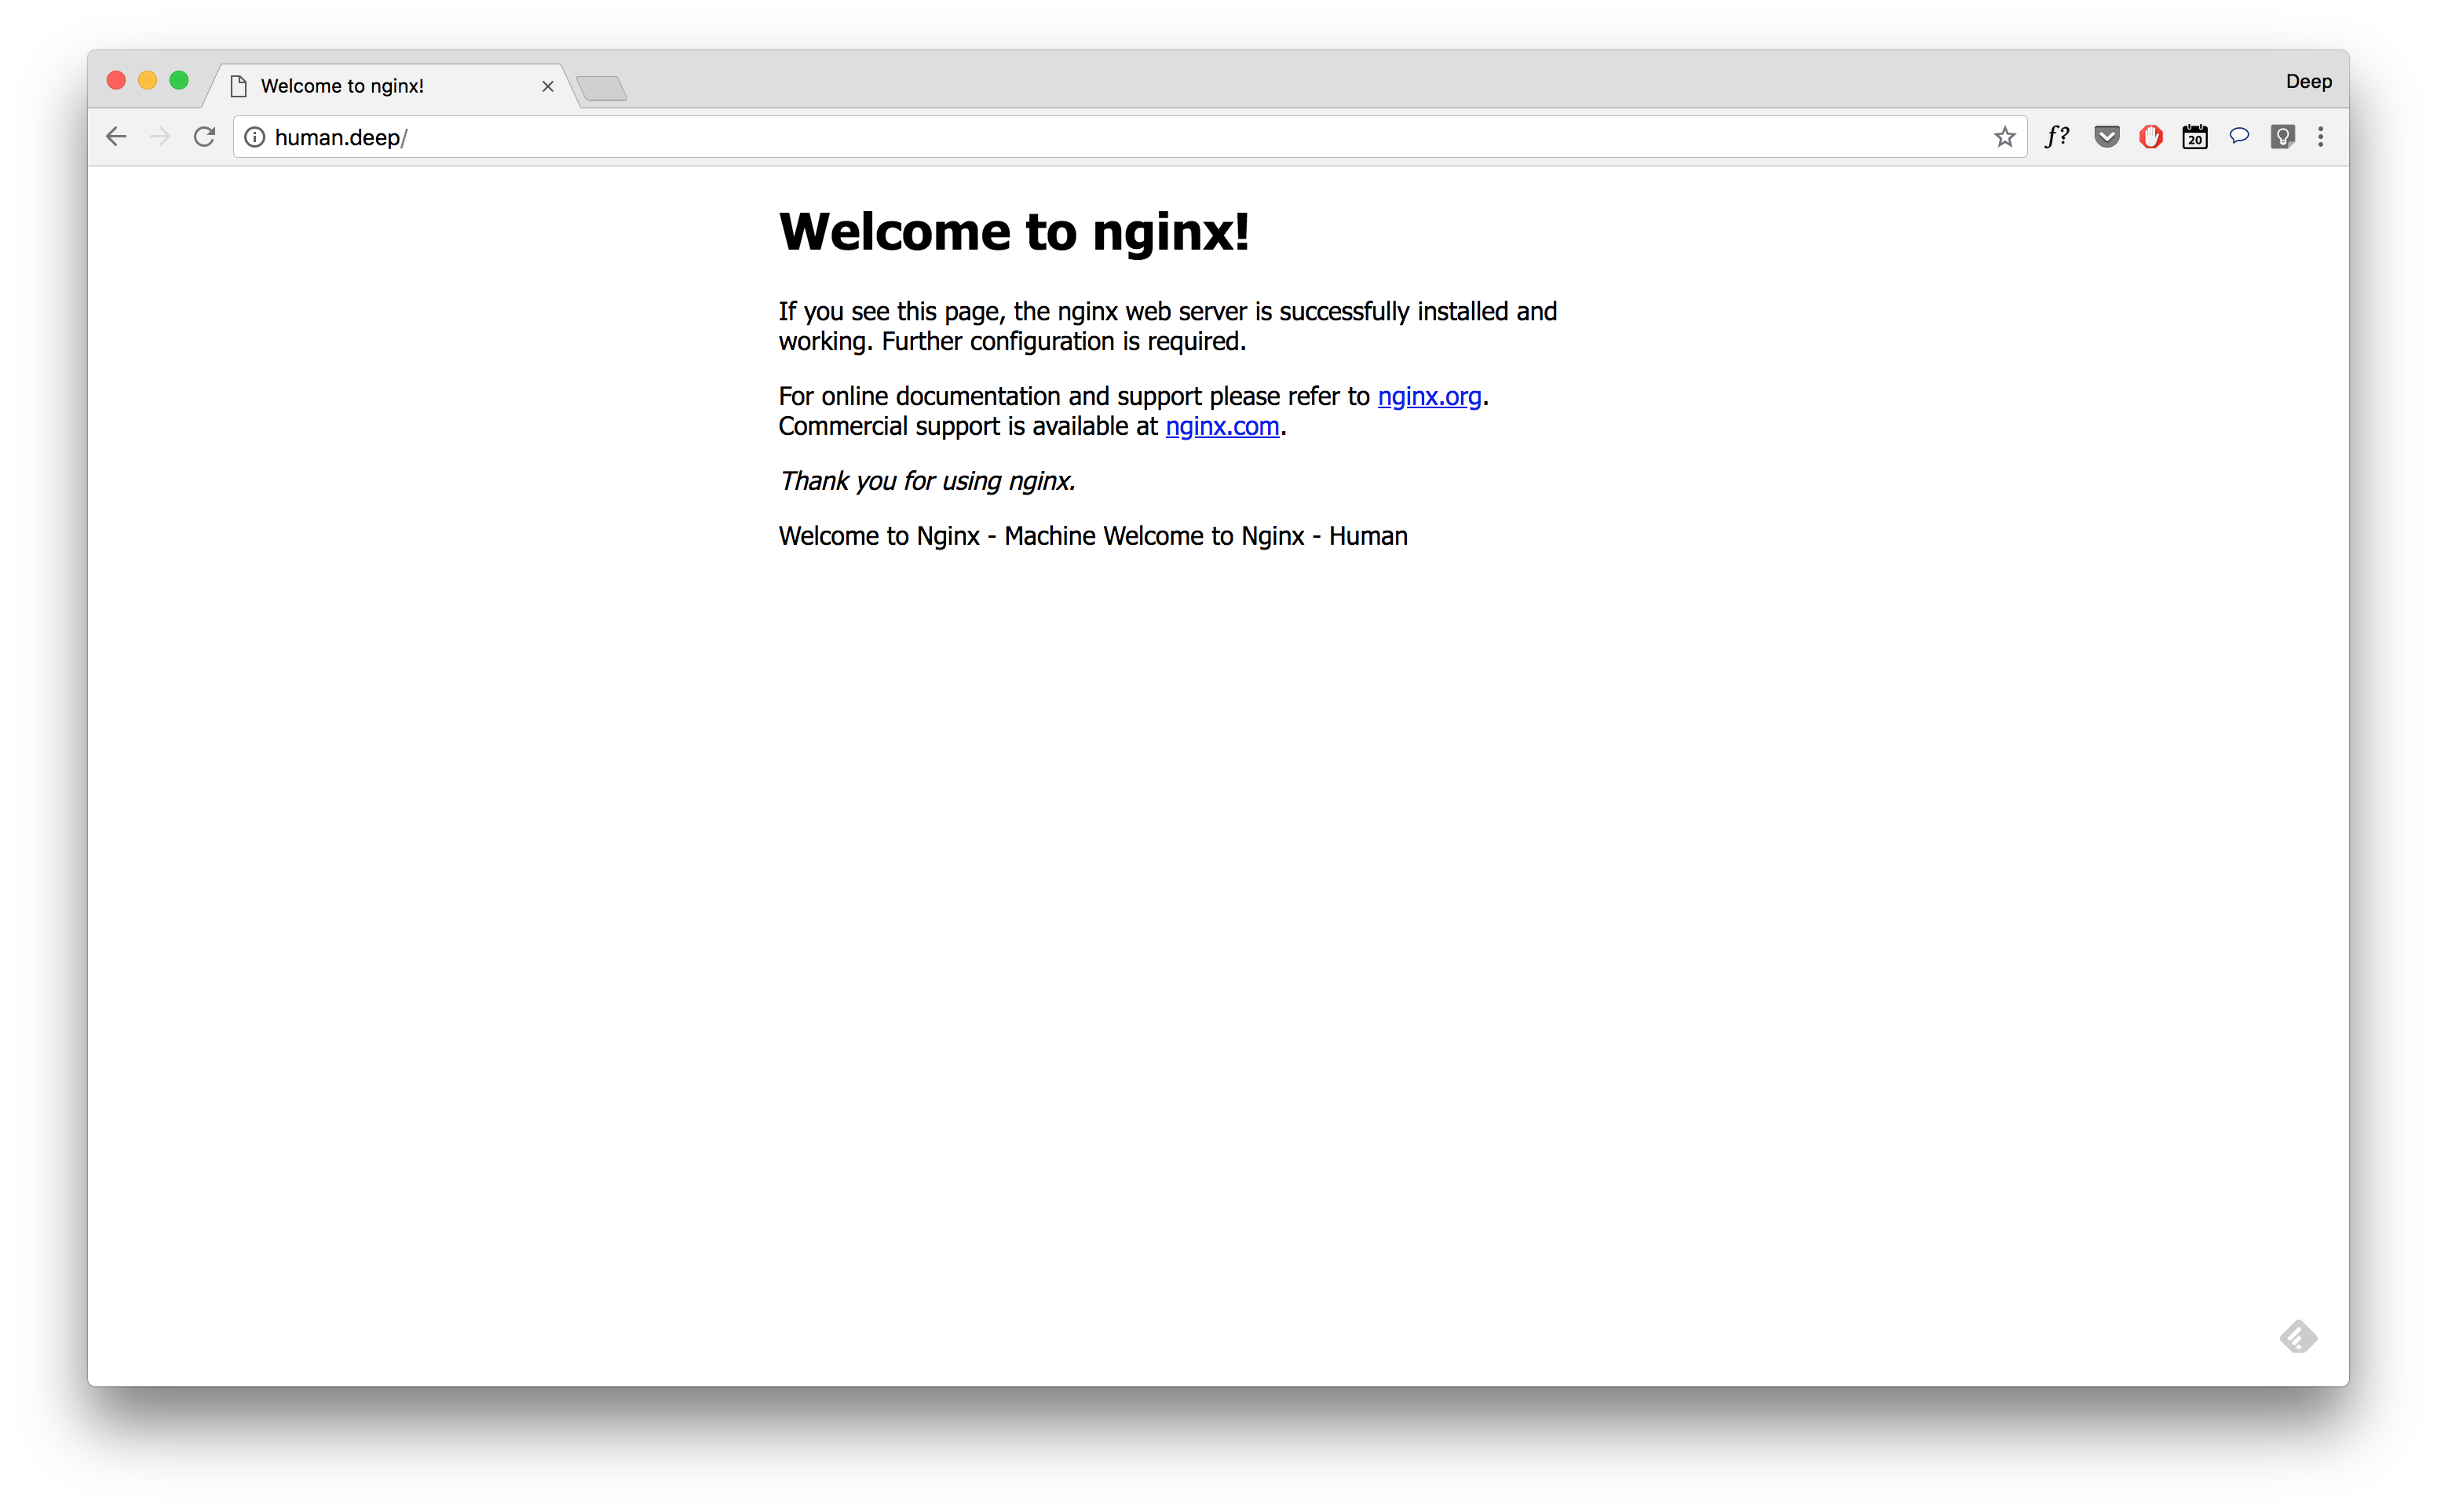 Welcome to nginx!
Deep
human.deep/
f?
20
Welcome to nginx!
If you see this page, the nginx web server is successfully installed and
working. Further configuration is required.
For online documentation and support please refer to nginx.org.
Commercial support is available at nginx.com.
Thank you for using nginx.
Welcome to Nginx - Machine Welcome to Nginx - Human